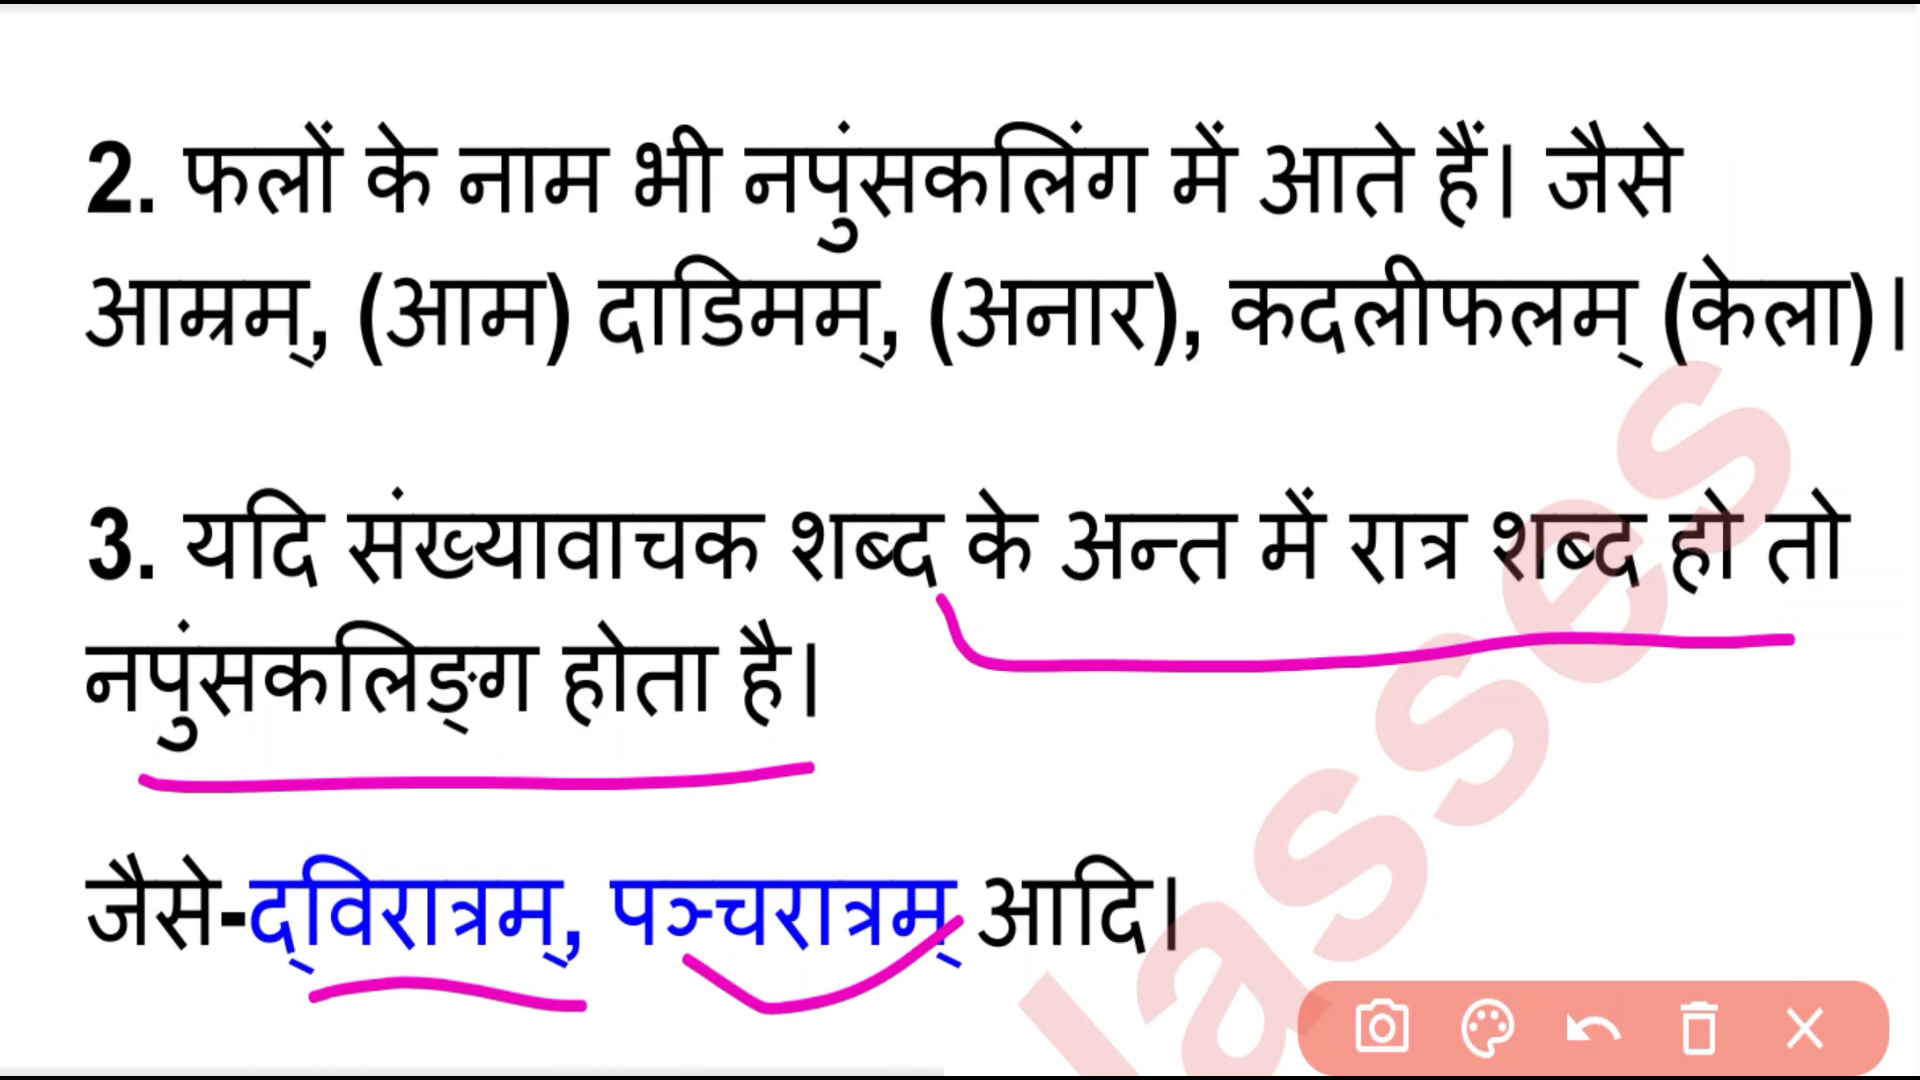 2. फलों के नाम भी नपुंसकलिंग में आते हैं। जैसे
आम्रम्, (आम) दाडिमम्, (अनार), कदलीफलम् (केला)।
3. यदि संख्यावाचक शब्द के अन्त में रात्र शब्द हो तो
नपुंसकलिङ्ग होता है।
जैसे-द्विरात्रम्, पञ्चरात्रम् आदि।
lasses